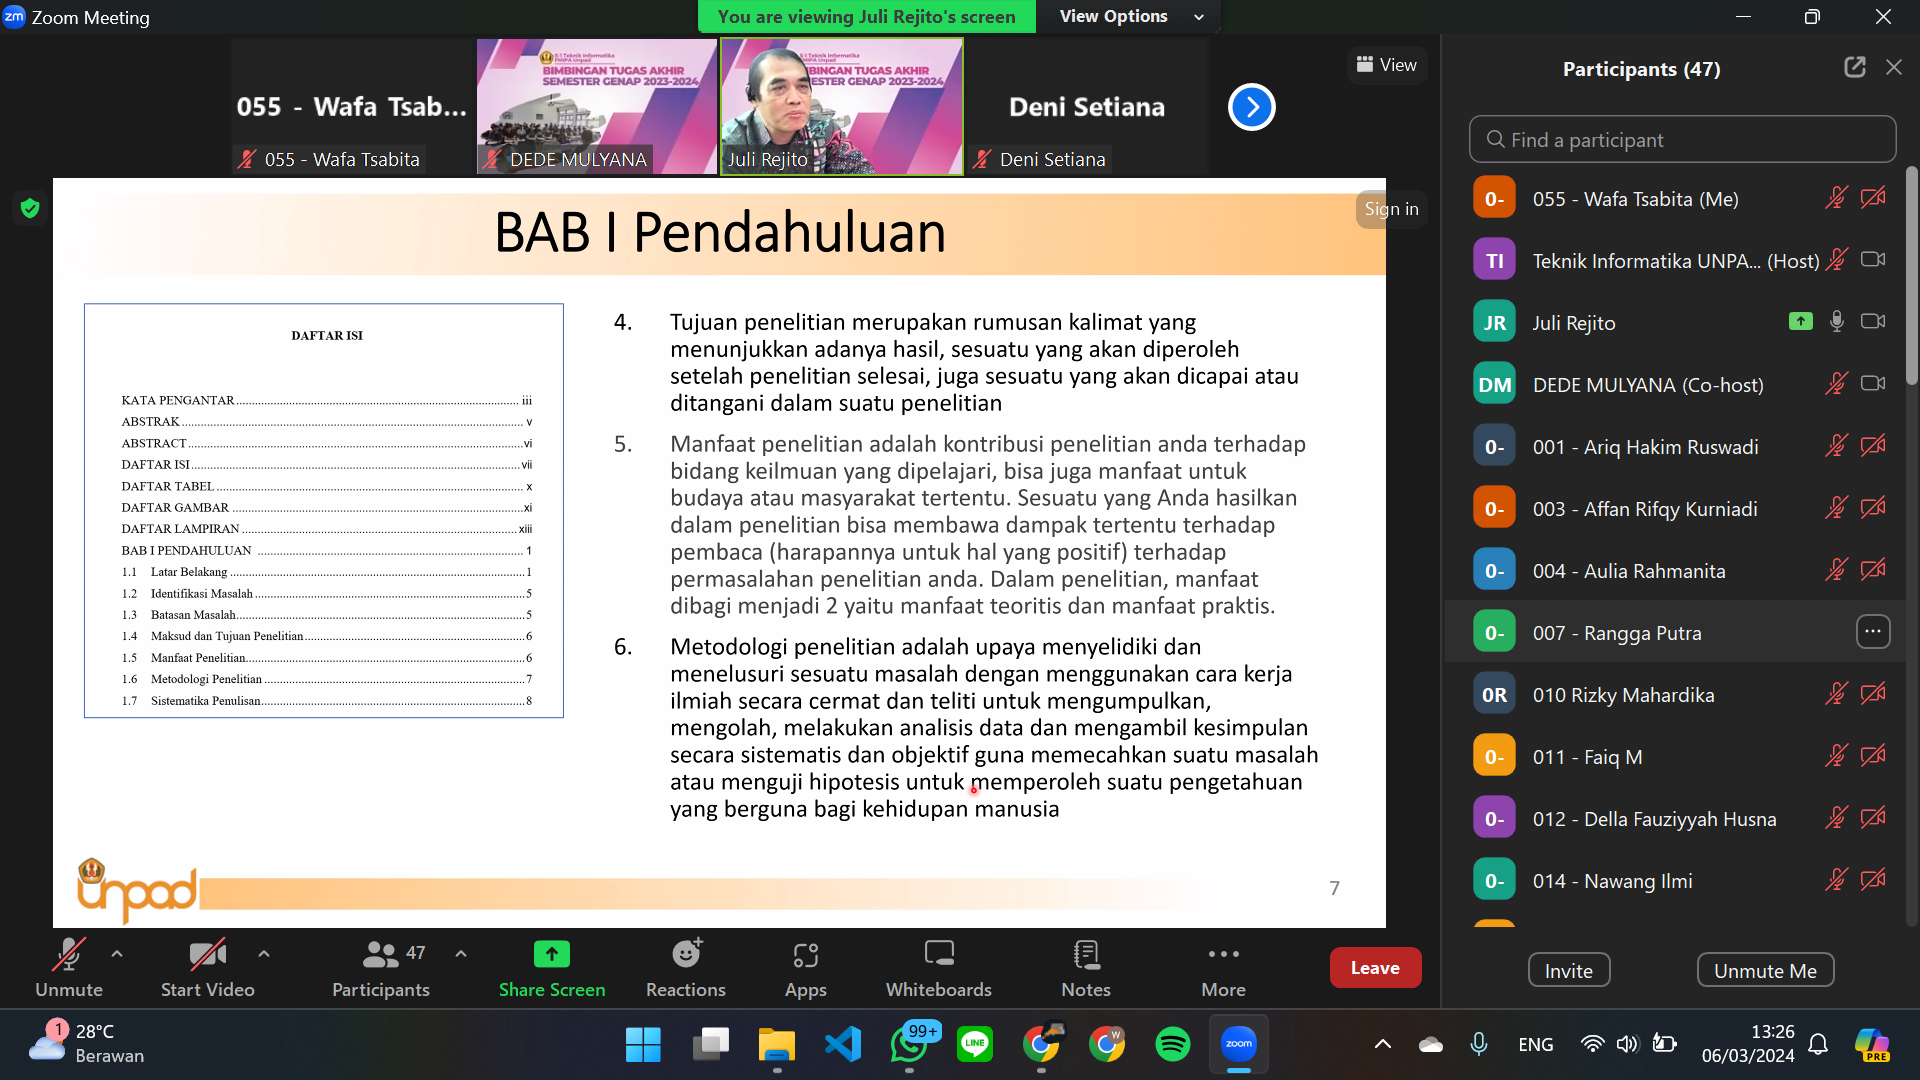 Zoom Meeting
You are viewing Juli Rejito's screen
View Options
055 - Wafa Tsab...
055 - Wafa Tsabita
S-1 Teknik Informatika
FMIPA Unpad
BIMBINGAN TUGAS AKHIR
SEMESTER GENAP 2023-2024
DEDE MULYANA
Juli Rejito
Deni Setiana
Deni Setiana
View
Sign in
BAB I Pendahuluan
DAFTAR ISI
KATA PENGANTAR iii
ABSTRAK v
ABSTRACT vi
DAFTAR ISI vii
DAFTAR TABEL x
DAFTAR GAMBAR xi
DAFTAR LAMPIRAN xiii
BAB I PENDAHULUAN 1
1.1 Latar Belakang 1
1.2 Identifikasi Masalah 5
1.3 Batasan Masalah 5
1.4 Maksud dan Tujuan Penelitian 6
1.5 Manfaat Penelitian 6
1.6 Metodologi Penelitian 7
1.7 Sistematika Penulisan 8
4. Tujuan penelitian merupakan rumusan kalimat yang
menunjukkan adanya hasil, sesuatu yang akan diperoleh
setelah penelitian selesai, juga sesuatu yang akan dicapai atau
ditangani dalam suatu penelitian
5. Manfaat penelitian adalah kontribusi penelitian anda terhadap
bidang keilmuan yang dipelajari, bisa juga manfaat untuk
budaya atau masyarakat tertentu. Sesuatu yang Anda hasilkan
dalam penelitian bisa membawa dampak tertentu terhadap
pembaca (harapannya untuk hal yang positif) terhadap
permasalahan penelitian anda. Dalam penelitian, manfaat
dibagi menjadi 2 yaitu manfaat teoritis dan manfaat praktis.
6. Metodologi penelitian adalah upaya menyelidiki dan
menelusuri sesuatu masalah dengan menggunakan cara kerja
ilmiah secara cermat dan teliti untuk mengumpulkan,
mengolah, melakukan analisis data dan mengambil kesimpulan
secara sistematis dan objektif guna memecahkan suatu masalah
atau menguji hipotesis untuk memperoleh suatu pengetahuan
yang berguna bagi kehidupan manusia
unpad
7
Participants (47)
Find a participant
0- 055 - Wafa Tsabita (Me)
TI Teknik Informatika UNPA... (Host)
JR Juli Rejito
DM DEDE MULYANA (Co-host)
0- 001 - Ariq Hakim Ruswadi
0- 003 - Affan Rifqy Kurniadi
0- 004 - Aulia Rahmanita
0- 007 - Rangga Putra
0R 010 Rizky Mahardika
0- 011 - Faiq M
0- 012 - Della Fauziyyah Husna
0- 014 - Nawang Ilmi
Invite
Unmute Me
Unmute
Start Video
47
Participants
Share Screen
Reactions
Apps
Whiteboards
Notes
More
Leave
1
28°C
Berawan
99+
LINE
W
zoom
ENG
13:26
06/03/2024
PRE